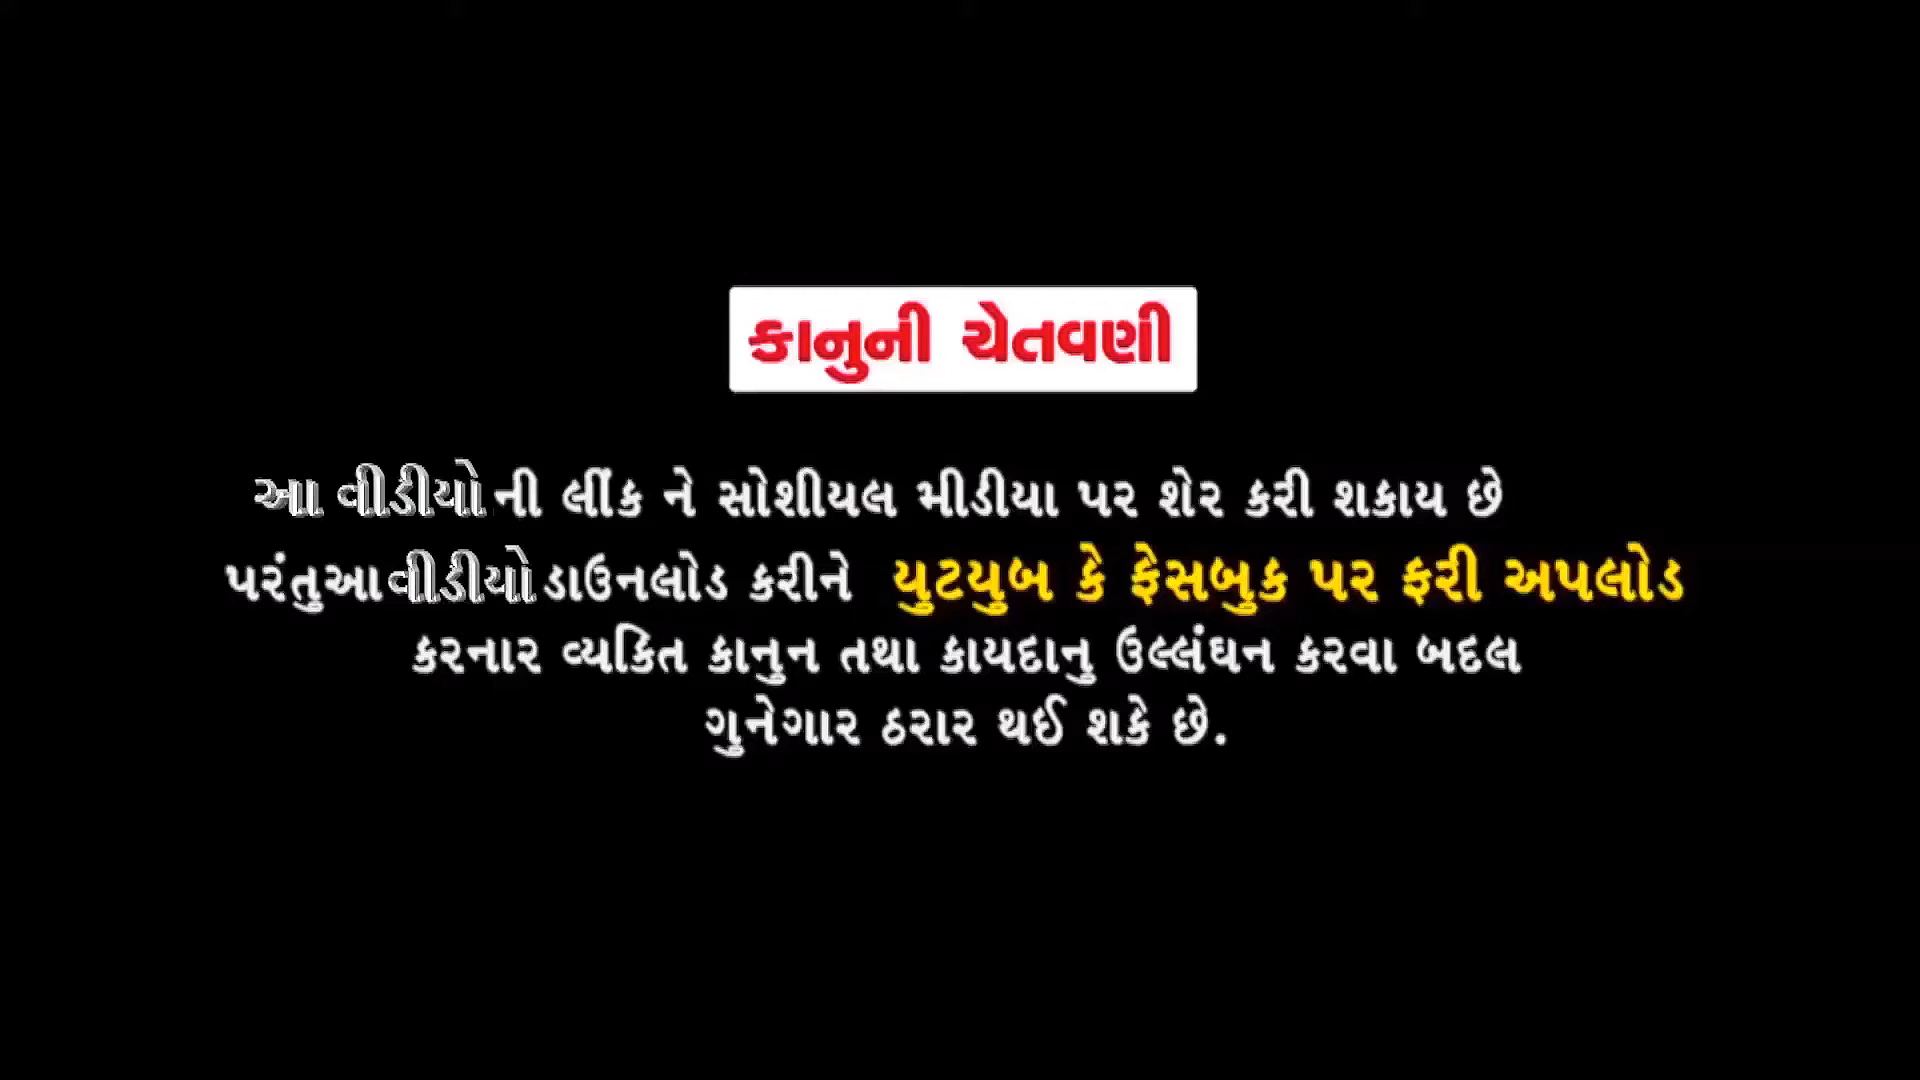 કાનુની ચેતવણી
આ વીડીયો ની લીંક ને સોશીયલ મીડીયા પર શેર કરી શકાય છે
પરંતુઆવીડીયો ડાઉનલોડ કરીને યુટયુબ કે ફેસબુક પર ફરી અપલોડ
કરનાર વ્યકિત કાનુન તથા કાયદાનુ ઉલ્લંઘન કરવા બદલ
ગુનેગાર ઠરાર થઈ શકે છે.